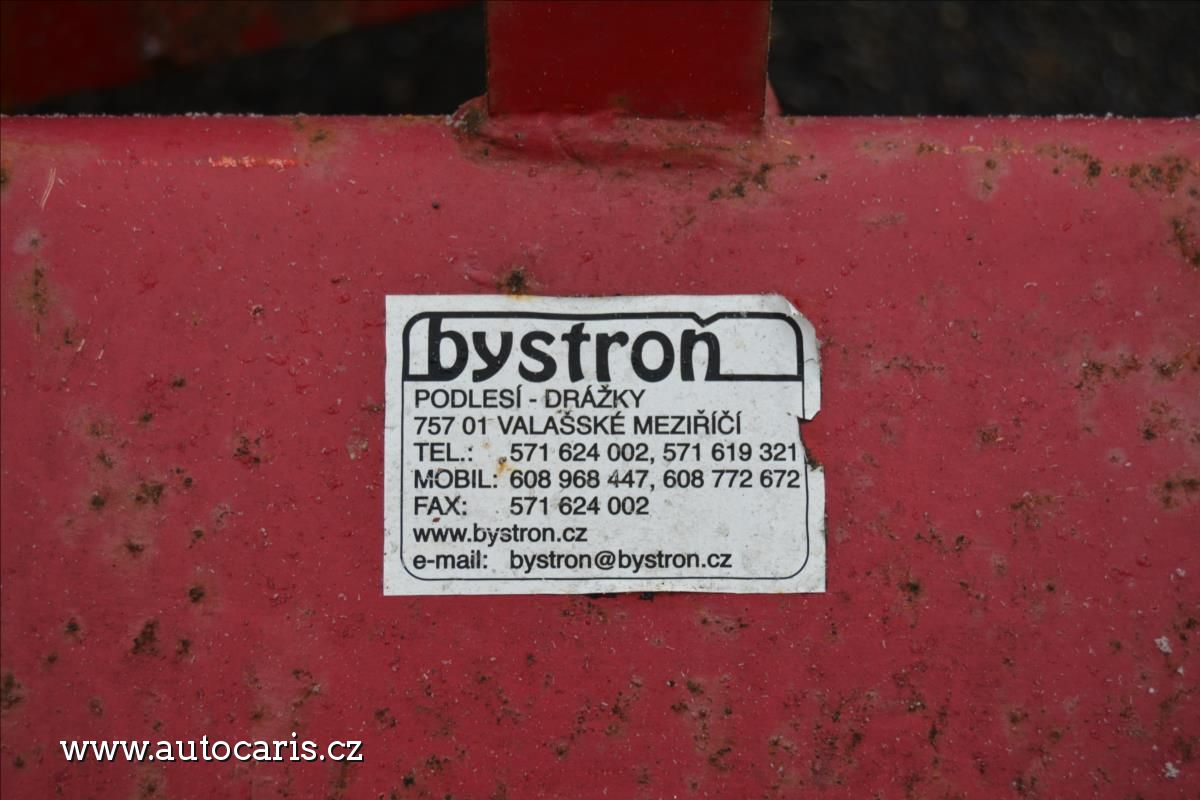 bystroň
PODLESÍ - DRÁŽKY
757 01 VALAŠSKÉ MEZIŘÍČÍ
TEL.: 571 624 002, 571 619 321
MOBIL: 608 968 447, 608 772 672
FAX: 571 624 002
www.bystron.cz
e-mail: bystron@bystron.cz
www.autocaris.cz